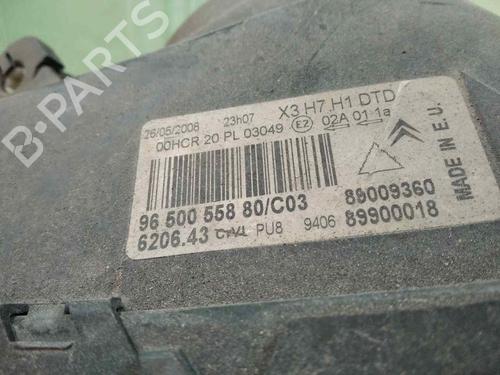 26/05/2008 23h07 X3 H7 H1 DTD
00HCR 20 PL 03049 E2 02A 01 1a
96 500 558 80/C03 89009360
6206.43 PU8 9406 89900018
MADE IN E.U.
B-PARTS